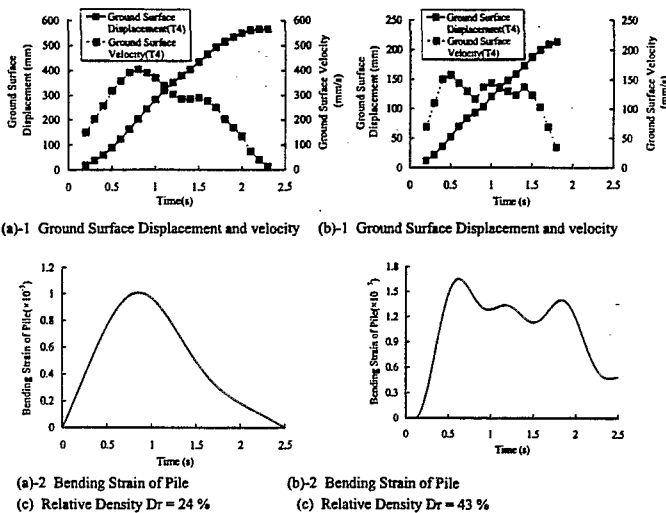 Ground Surface
Displacement(T4)
Ground Surface
Velocity(T4)
Ground Surface
Displacement (mm)
600
500
400
300
200
100
0
600
500
400
300
200
100
0
Ground Surface Velocity
(mm/s)
0 0.5 1 1.5 2 2.5
Time(s)
(a)-1 Ground Surface Displacement and velocity
Ground Surface
Displacement(T4)
Ground Surface
Velocity(T4)
Ground Surface
Displacement (mm)
250
200
150
100
50
0
250
200
150
100
50
0
Ground Surface Velocity
(mm/s)
0 0.5 1 1.5 2 2.5
Time(s)
(b)-1 Ground Surface Displacement and velocity
Bending Strain of Pile(×10⁻³)
1.2
1
0.8
0.6
0.4
0.2
0
0 0.5 1 1.5 2 2.5
Time (s)
(a)-2 Bending Strain of Pile
(c) Relative Density Dr = 24 %
Bending Strain of Pile(×10⁻³)
1.8
1.5
1.2
0.9
0.6
0.3
0
0 0.5 1 1.5 2 2.5
Time (s)
(b)-2 Bending Strain of Pile
(c) Relative Density Dr = 43 %